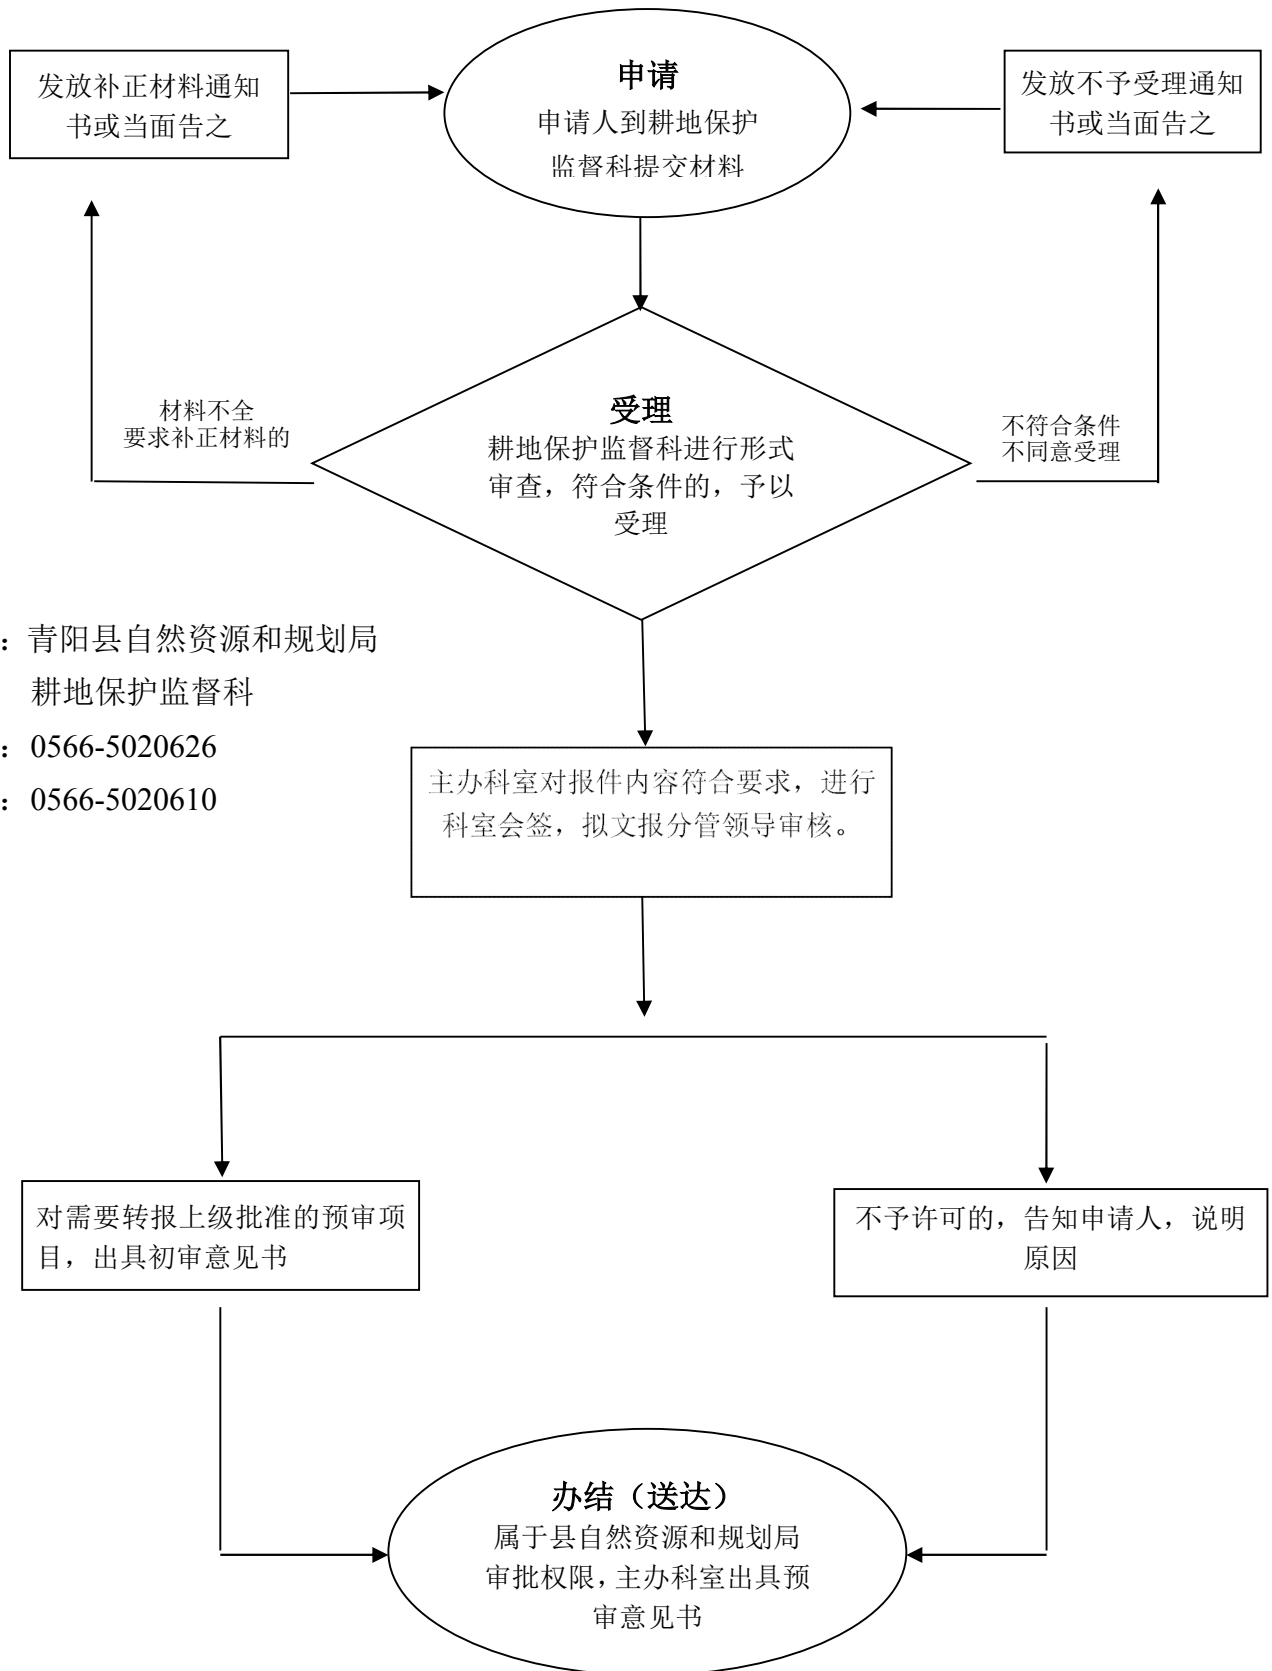 发放补正材料通知
书或当面告之
申请
申请人到耕地保护
监督科提交材料
发放不予受理通知
书或当面告之
材料不全
要求补正材料的
受理
耕地保护监督科进行形式
审查，符合条件的，予以
受理
不符合条件
不同意受理
：青阳县自然资源和规划局
耕地保护监督科
：0566-5020626
：0566-5020610
主办科室对报件内容符合要求，进行
科室会签，拟文报分管领导审核。
对需要转报上级批准的预审项
目，出具初审意见书
不予许可的，告知申请人，说明
原因
办结（送达）
属于县自然资源和规划局
审批权限，主办科室出具预
审意见书